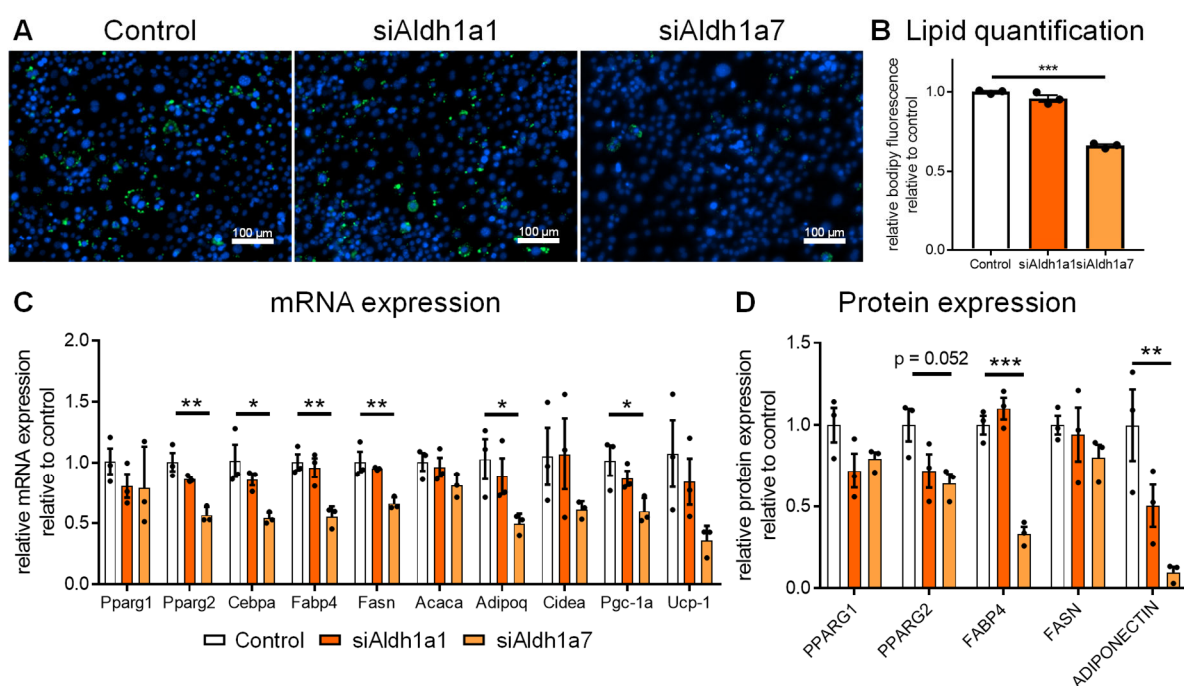 A
Control
siAldh1a1
siAldh1a7
100 µm
100 µm
100 µm
B Lipid quantification
relative bodipy fluorescence
relative to control
***
1.0
0.5
0.0
Control siAldh1a1 siAldh1a7
C
mRNA expression
relative mRNA expression
relative to control
2.0
1.5
1.0
0.5
0.0
** * ** ** * *
Pparg1 Pparg2 Cebpa Fabp4 Fasn Acaca Adipoq Cidea Pgc-1a Ucp-1
Control siAldh1a1 siAldh1a7
D
Protein expression
relative protein expression
relative to control
1.5
1.0
0.5
0.0
p = 0.052 *** **
PPARG1 PPARG2 FABP4 FASN ADIPONECTIN